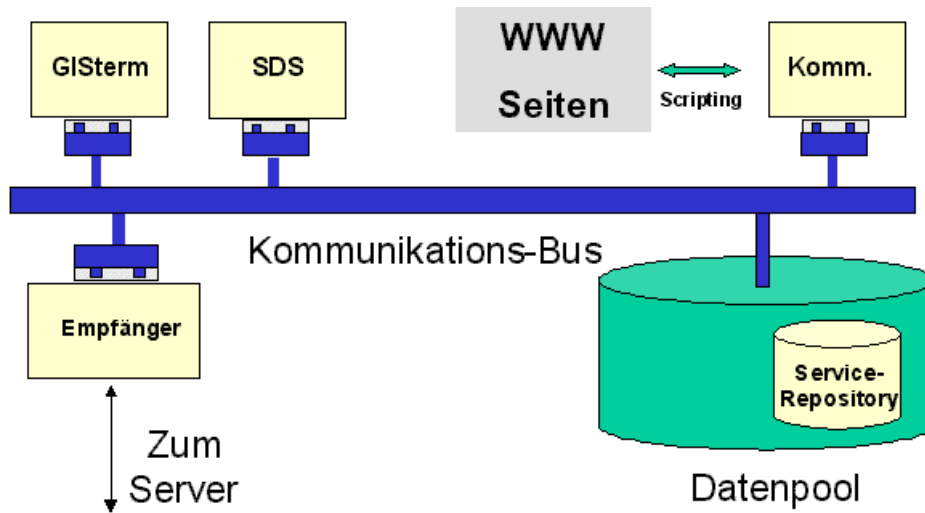 GISterm
SDS
WWW
Seiten
Scripting
Komm.
Kommunikations-Bus
Empfänger
Service-
Repository
Zum
Server
Datenpool